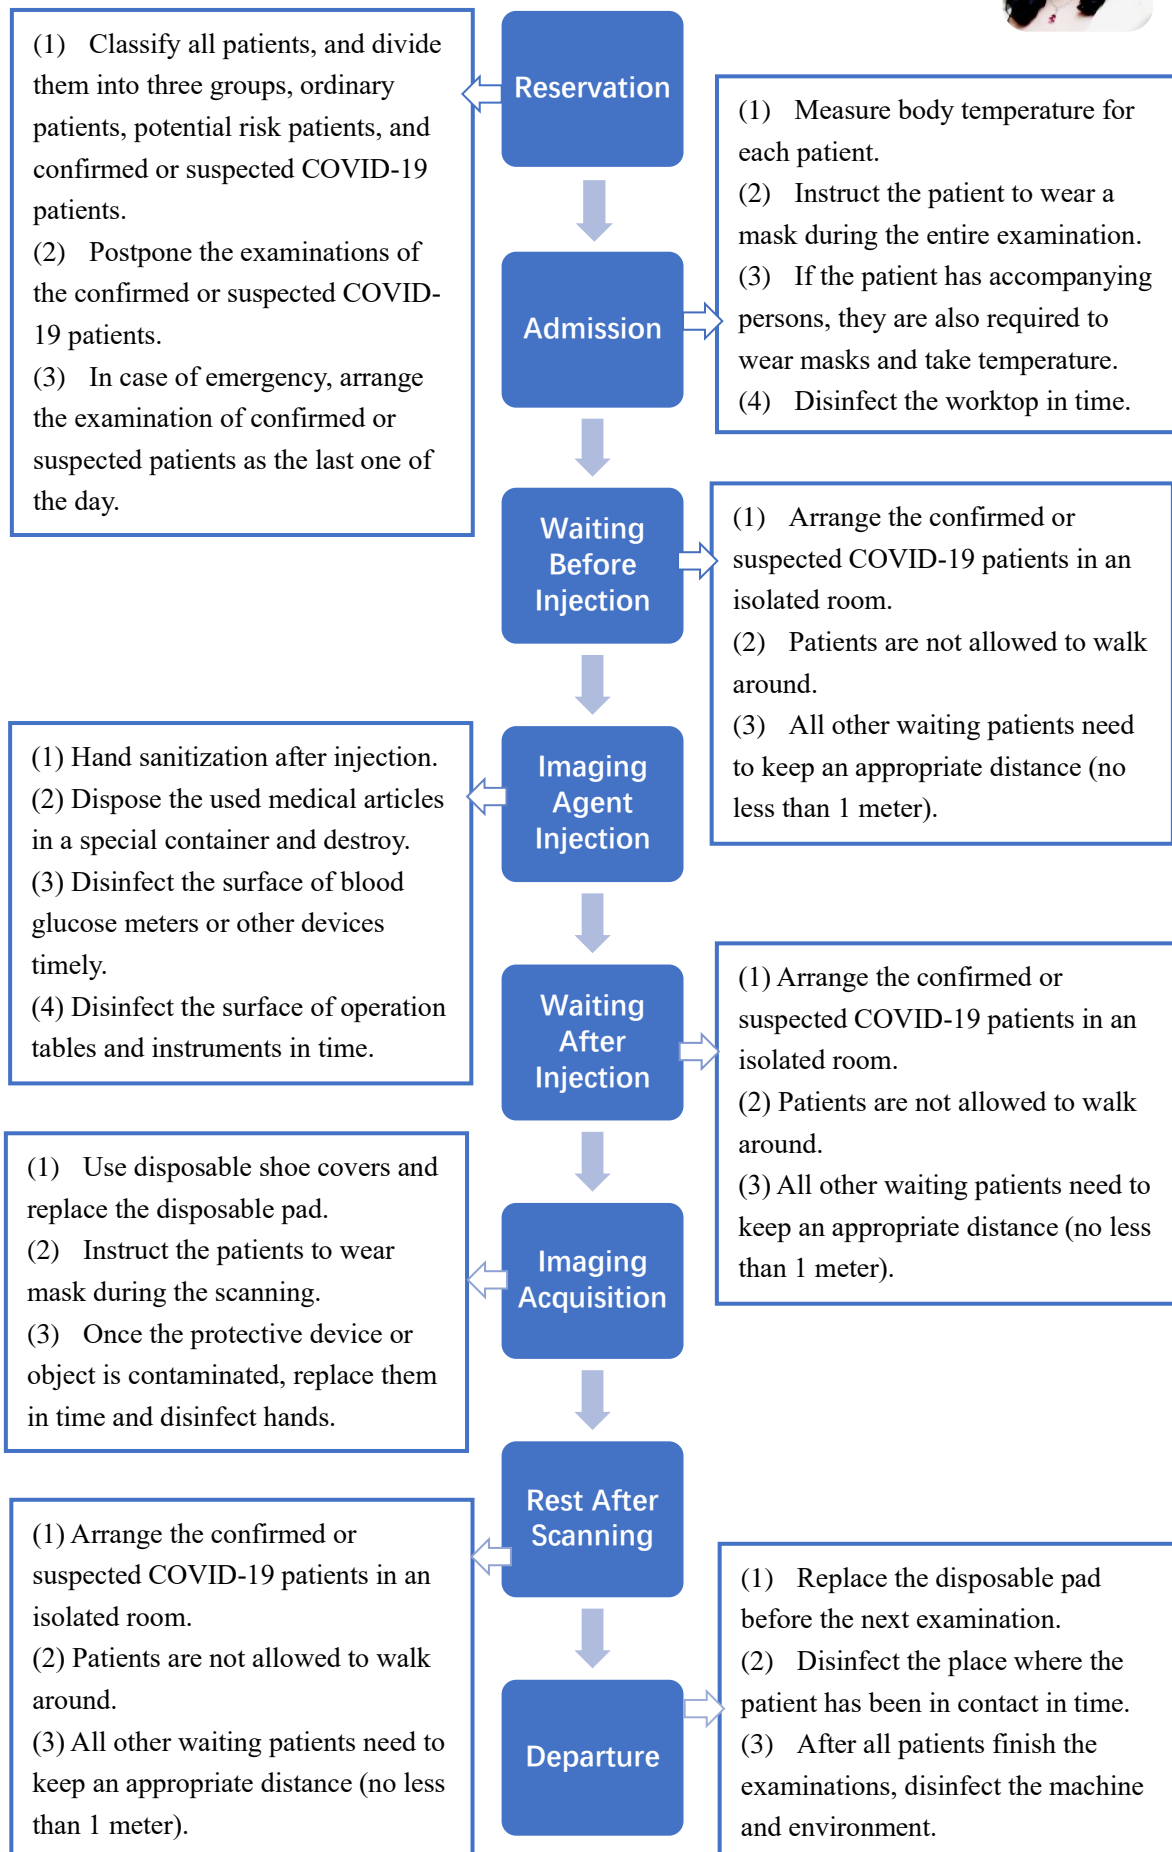 Reservation
(1) Classify all patients, and divide
them into three groups, ordinary
patients, potential risk patients, and
confirmed or suspected COVID-19
patients.
(2) Postpone the examinations of
the confirmed or suspected COVID-
19 patients.
(3) In case of emergency, arrange
the examination of confirmed or
suspected patients as the last one of
the day.
Admission
(1) Measure body temperature for
each patient.
(2) Instruct the patient to wear a
mask during the entire examination.
(3) If the patient has accompanying
persons, they are also required to
wear masks and take temperature.
(4) Disinfect the worktop in time.
Waiting
Before
Injection
(1) Arrange the confirmed or
suspected COVID-19 patients in an
isolated room.
(2) Patients are not allowed to walk
around.
(3) All other waiting patients need
to keep an appropriate distance (no
less than 1 meter).
Imaging
Agent
Injection
(1) Hand sanitization after injection.
(2) Dispose the used medical articles
in a special container and destroy.
(3) Disinfect the surface of blood
glucose meters or other devices
timely.
(4) Disinfect the surface of operation
tables and instruments in time.
Waiting
After
Injection
(1) Arrange the confirmed or
suspected COVID-19 patients in an
isolated room.
(2) Patients are not allowed to walk
around.
(3) All other waiting patients need to
keep an appropriate distance (no less
than 1 meter).
Imaging
Acquisition
(1) Use disposable shoe covers and
replace the disposable pad.
(2) Instruct the patients to wear
mask during the scanning.
(3) Once the protective device or
object is contaminated, replace them
in time and disinfect hands.
Rest After
Scanning
(1) Arrange the confirmed or
suspected COVID-19 patients in an
isolated room.
(2) Patients are not allowed to walk
around.
(3) All other waiting patients need to
keep an appropriate distance (no less
than 1 meter).
Departure
(1) Replace the disposable pad
before the next examination.
(2) Disinfect the place where the
patient has been in contact in time.
(3) After all patients finish the
examinations, disinfect the machine
and environment.